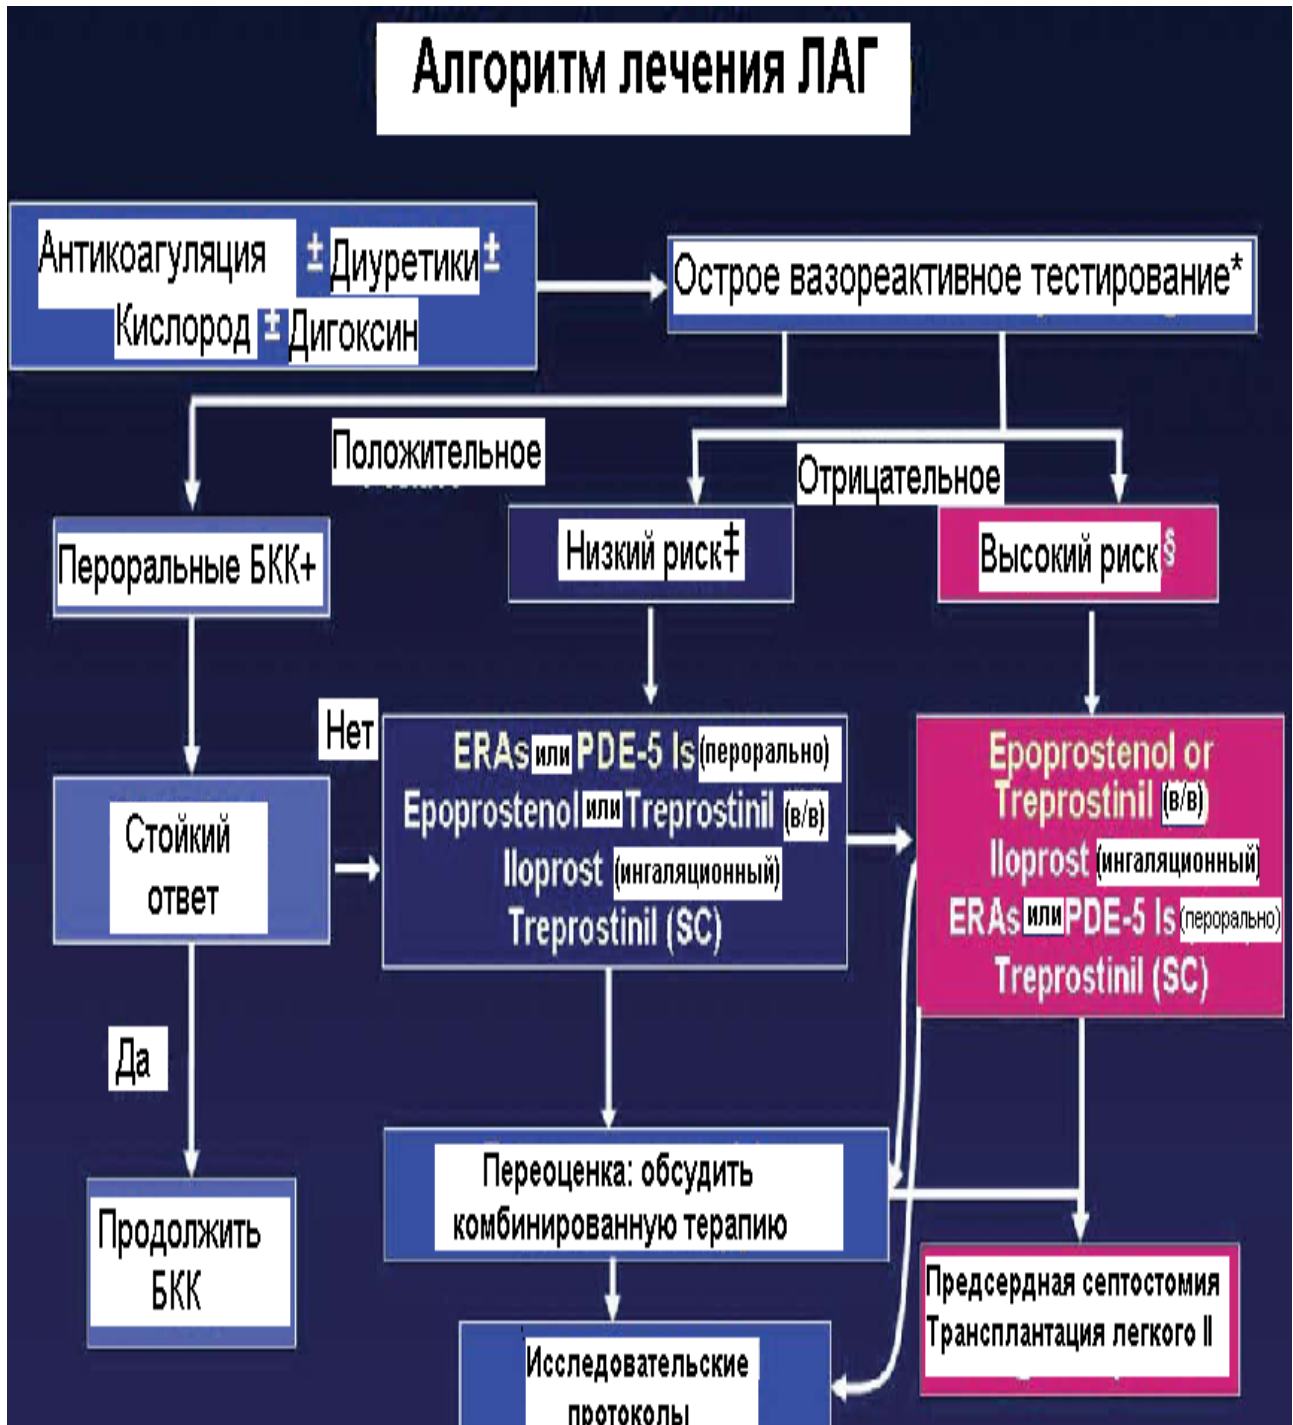 Алгоритм лечения ЛАГ
Антикоагуляция ± Диуретики ±
Кислород ± Дигоксин
Острое вазореактивное тестирование*
Положительное
Отрицательное
Пероральные БКК+
Низкий риск‡
Высокий риск§
Нет
ERAs или PDE-5 Is (перорально)
Epoprostenol или Treprostinil (в/в)
Iloprost (ингаляционный)
Treprostinil (SC)
Epoprostenol or
Treprostinil (в/в)
Iloprost (ингаляционный)
ERAs или PDE-5 Is (перорально)
Treprostinil (SC)
Стойкий
ответ
Да
Продолжить
БКК
Переоценка: обсудить
комбинированную терапию
Предсердная септостомия
Трансплантация легкого II
Исследовательские
протоколы